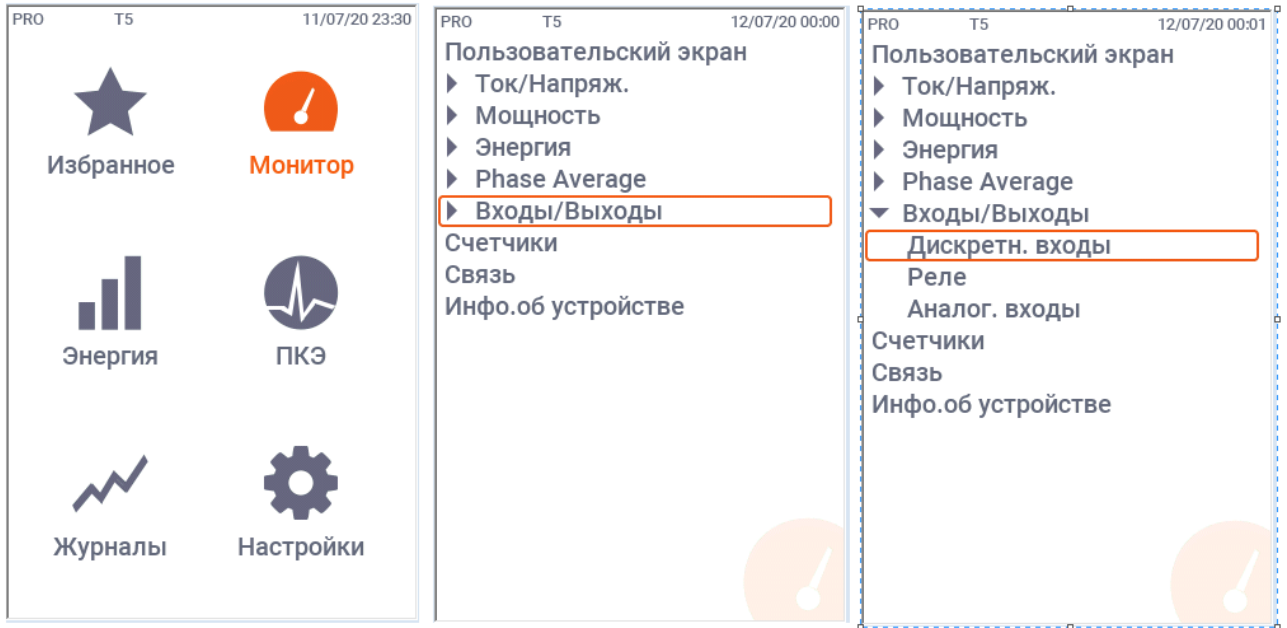 PRO T5 11/07/20 23:30
Избранное Монитор
Энергия ПКЭ
Журналы Настройки
PRO T5 12/07/20 00:00
Пользовательский экран
Ток/Напряж.
Мощность
Энергия
Phase Average
Входы/Выходы
Счетчики
Связь
Инфо.об устройстве
PRO T5 12/07/20 00:01
Пользовательский экран
Ток/Напряж.
Мощность
Энергия
Phase Average
Входы/Выходы
Дискретн. входы
Реле
Аналог. входы
Счетчики
Связь
Инфо.об устройстве